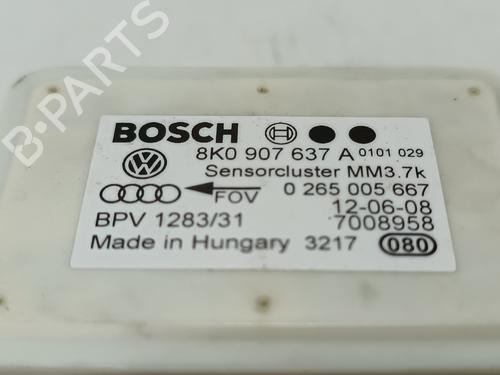 BOSCH
8K0 907 637 A 0101 029
Sensorcluster MM3.7k
FOV 0 265 005 667
12-06-08
BPV 1283/31 7008958
Made in Hungary 3217 080
B-PARTS